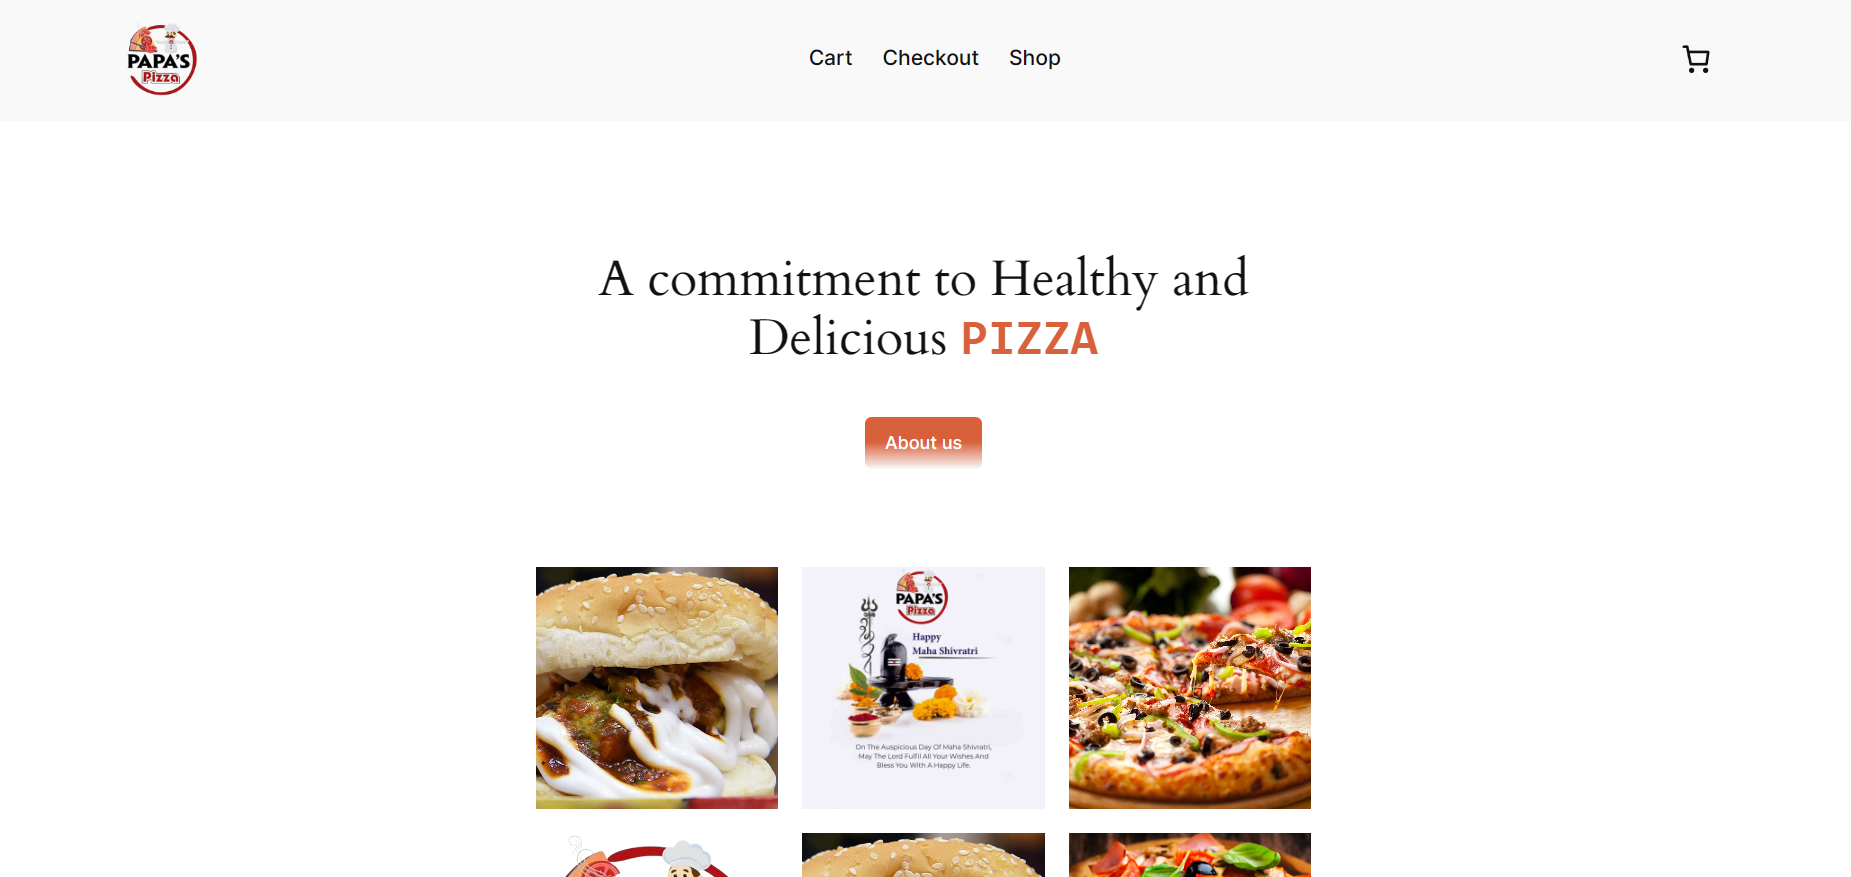 PAPA'S
Pizza
Cart Checkout Shop
A commitment to Healthy and
Delicious PIZZA
About us
PAPA'S
Pizza
Happy
Maha Shivratri
On The Auspicious Day Of Maha Shivratri,
May The Lord Fulfil All Your Wishes And
Bless You With A Happy Life.